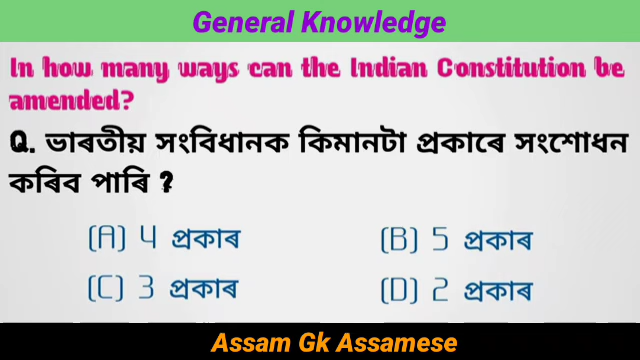 General Knowledge
In how many ways can the Indian Constitution be
amended?
Q. ভাৰতীয় সংবিধানক কিমানটা প্ৰকাৰে সংশোধন
কৰিব পাৰি ?
(A) 4 প্ৰকাৰ (B) 5 প্ৰকাৰ
(C) 3 প্ৰকাৰ (D) 2 প্ৰকাৰ
Assam Gk Assamese